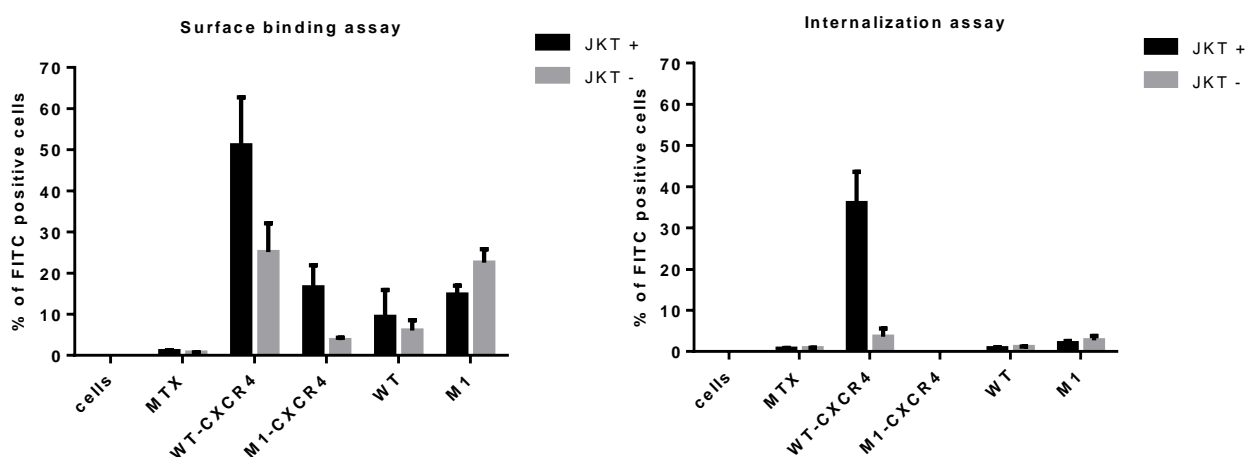 Surface binding assay
JKT +
JKT -
% of FITC positive cells
70
60
50
40
30
20
10
0
cells
MTX
WT-CXCR4
M1-CXCR4
WT
M1
Internalization assay
JKT +
JKT -
% of FITC positive cells
70
60
50
40
30
20
10
0
cells
MTX
WT-CXCR4
M1-CXCR4
WT
M1